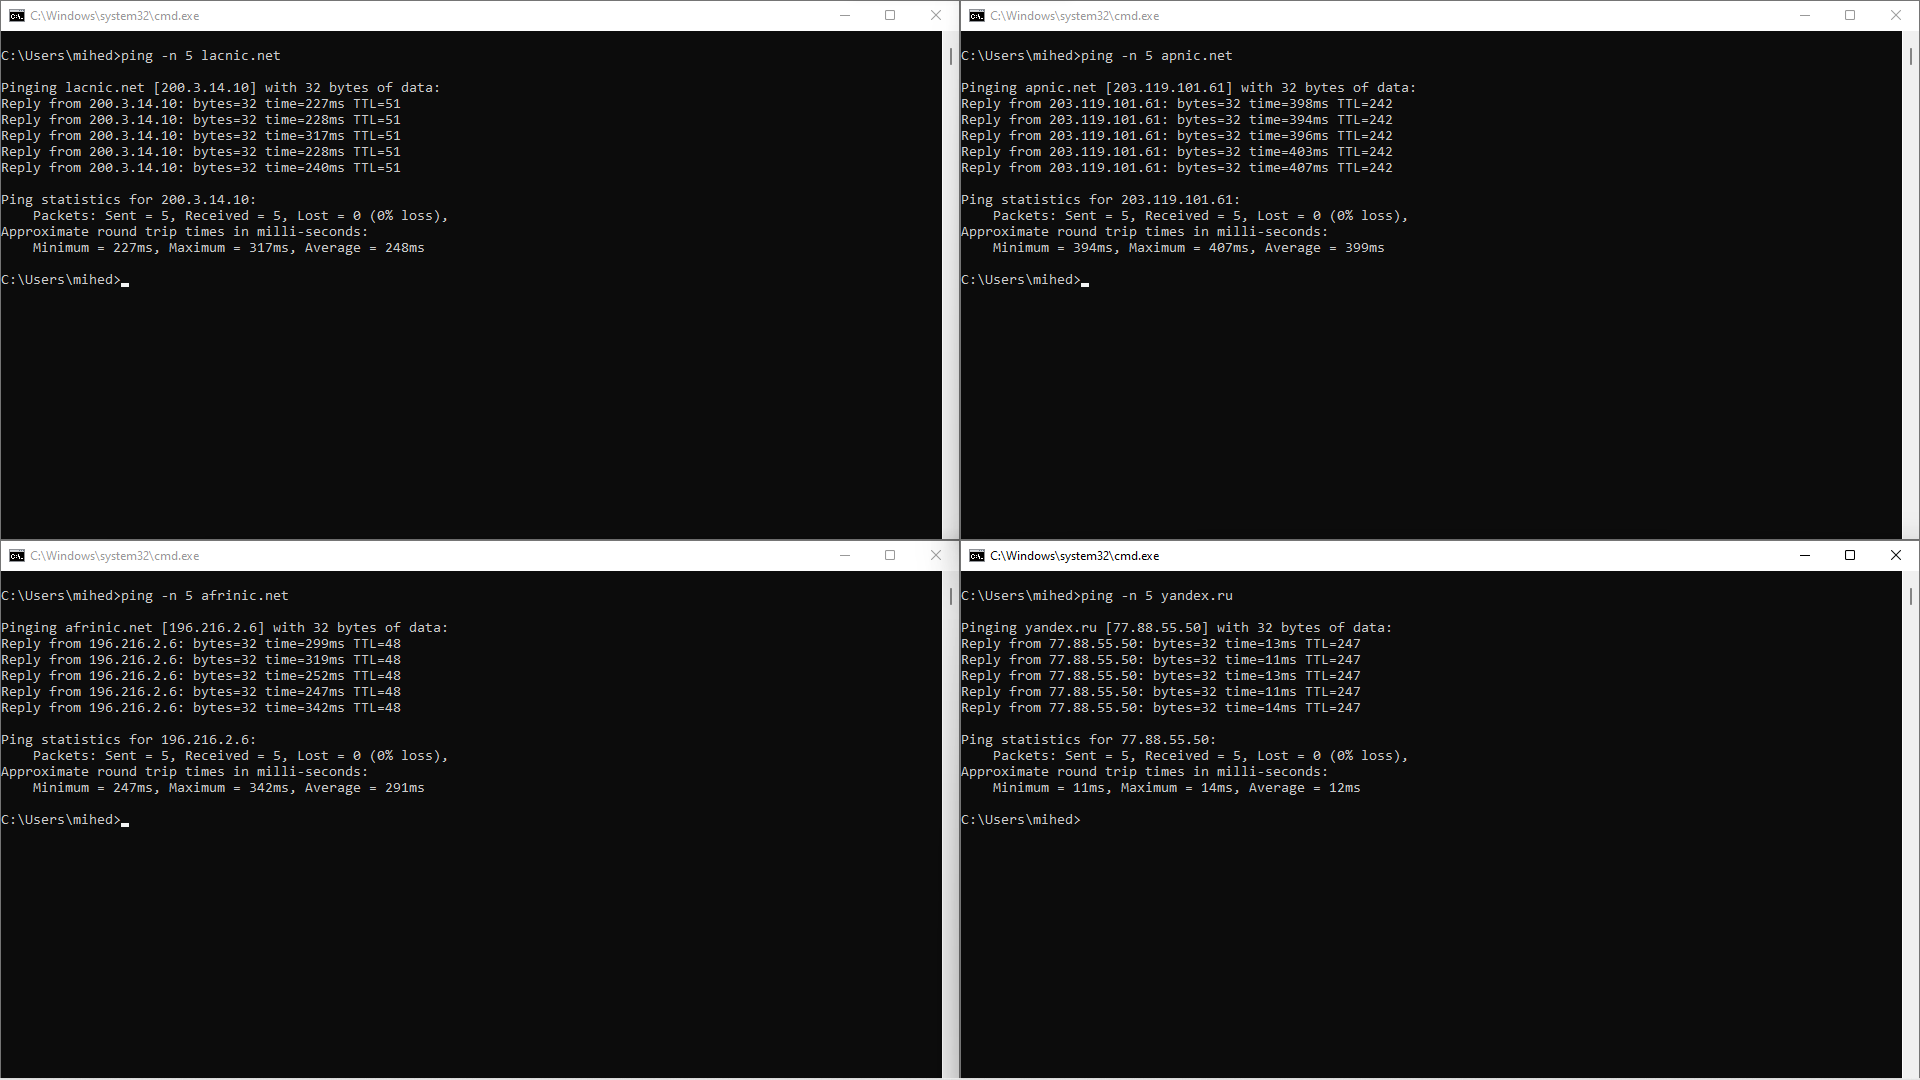 C:\Windows\system32\cmd.exe
C:\Users\mihed>ping -n 5 lacnic.net
Pinging lacnic.net [200.3.14.10] with 32 bytes of data:
Reply from 200.3.14.10: bytes=32 time=227ms TTL=51
Reply from 200.3.14.10: bytes=32 time=228ms TTL=51
Reply from 200.3.14.10: bytes=32 time=317ms TTL=51
Reply from 200.3.14.10: bytes=32 time=228ms TTL=51
Reply from 200.3.14.10: bytes=32 time=240ms TTL=51
Ping statistics for 200.3.14.10:
    Packets: Sent = 5, Received = 5, Lost = 0 (0% loss),
Approximate round trip times in milli-seconds:
    Minimum = 227ms, Maximum = 317ms, Average = 248ms
C:\Users\mihed>
C:\Windows\system32\cmd.exe
C:\Users\mihed>ping -n 5 apnic.net
Pinging apnic.net [203.119.101.61] with 32 bytes of data:
Reply from 203.119.101.61: bytes=32 time=398ms TTL=242
Reply from 203.119.101.61: bytes=32 time=394ms TTL=242
Reply from 203.119.101.61: bytes=32 time=396ms TTL=242
Reply from 203.119.101.61: bytes=32 time=403ms TTL=242
Reply from 203.119.101.61: bytes=32 time=407ms TTL=242
Ping statistics for 203.119.101.61:
    Packets: Sent = 5, Received = 5, Lost = 0 (0% loss),
Approximate round trip times in milli-seconds:
    Minimum = 394ms, Maximum = 407ms, Average = 399ms
C:\Users\mihed>
C:\Windows\system32\cmd.exe
C:\Users\mihed>ping -n 5 afrinic.net
Pinging afrinic.net [196.216.2.6] with 32 bytes of data:
Reply from 196.216.2.6: bytes=32 time=299ms TTL=48
Reply from 196.216.2.6: bytes=32 time=319ms TTL=48
Reply from 196.216.2.6: bytes=32 time=252ms TTL=48
Reply from 196.216.2.6: bytes=32 time=247ms TTL=48
Reply from 196.216.2.6: bytes=32 time=342ms TTL=48
Ping statistics for 196.216.2.6:
    Packets: Sent = 5, Received = 5, Lost = 0 (0% loss),
Approximate round trip times in milli-seconds:
    Minimum = 247ms, Maximum = 342ms, Average = 291ms
C:\Users\mihed>
C:\Windows\system32\cmd.exe
C:\Users\mihed>ping -n 5 yandex.ru
Pinging yandex.ru [77.88.55.50] with 32 bytes of data:
Reply from 77.88.55.50: bytes=32 time=13ms TTL=247
Reply from 77.88.55.50: bytes=32 time=11ms TTL=247
Reply from 77.88.55.50: bytes=32 time=13ms TTL=247
Reply from 77.88.55.50: bytes=32 time=11ms TTL=247
Reply from 77.88.55.50: bytes=32 time=14ms TTL=247
Ping statistics for 77.88.55.50:
    Packets: Sent = 5, Received = 5, Lost = 0 (0% loss),
Approximate round trip times in milli-seconds:
    Minimum = 11ms, Maximum = 14ms, Average = 12ms
C:\Users\mihed>